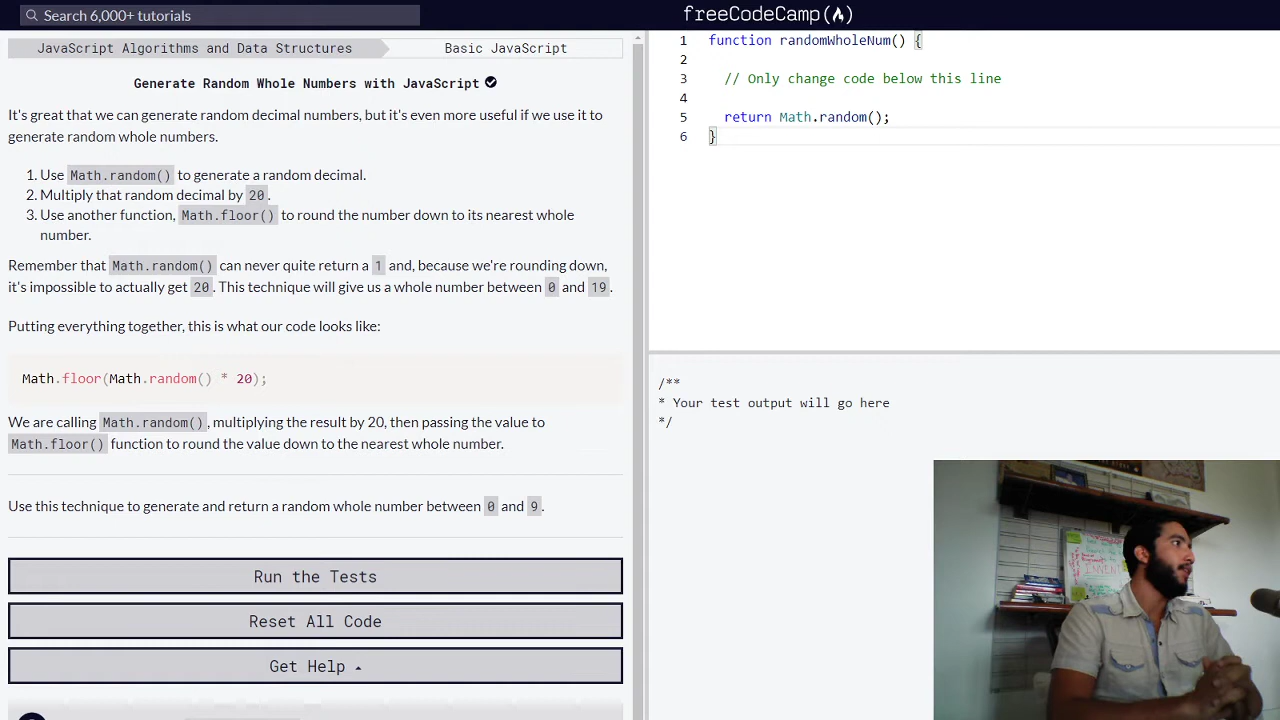 Search 6,000+ tutorials
freeCodeCamp(🔥)
JavaScript Algorithms and Data Structures
Basic JavaScript
Generate Random Whole Numbers with JavaScript
It's great that we can generate random decimal numbers, but it's even more useful if we use it to
generate random whole numbers.
1. Use Math.random() to generate a random decimal.
2. Multiply that random decimal by 20.
3. Use another function, Math.floor() to round the number down to its nearest whole
number.
Remember that Math.random() can never quite return a 1 and, because we're rounding down,
it's impossible to actually get 20. This technique will give us a whole number between 0 and 19.
Putting everything together, this is what our code looks like:
Math.floor(Math.random() * 20);
We are calling Math.random(), multiplying the result by 20, then passing the value to
Math.floor() function to round the value down to the nearest whole number.
Use this technique to generate and return a random whole number between 0 and 9.
Run the Tests
Reset All Code
Get Help
1 function randomWholeNum() {
2
3 // Only change code below this line
4
5 return Math.random();
6 }
/**
* Your test output will go here
*/